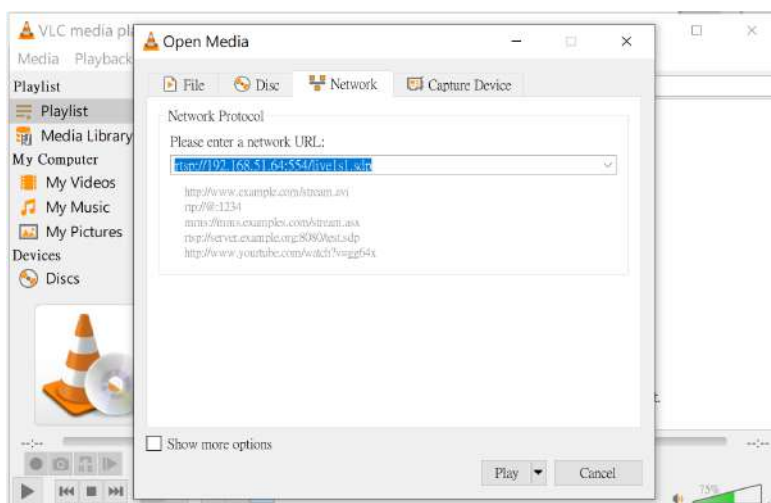 VLC media pl
Media Playback
Playlist
Playlist
Media Library
My Computer
My Videos
My Music
My Pictures
Devices
Discs
Open Media
File Disc Network Capture Device
Network Protocol
Please enter a network URL:
rtsp://192.168.51.64:554/live1s1.sdp
http://www.example.com/stream.avi
rtp://@:1234
mms://mms.examples.com/stream.asx
rtsp://server.example.org:8080/test.sdp
http://www.yourtube.com/watch?v=gg64x
Show more options
Play Cancel
--:-- --:--
75%